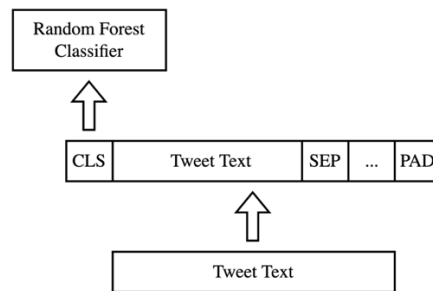 Random Forest
Classifier
CLS Tweet Text SEP ... PAD
Tweet Text